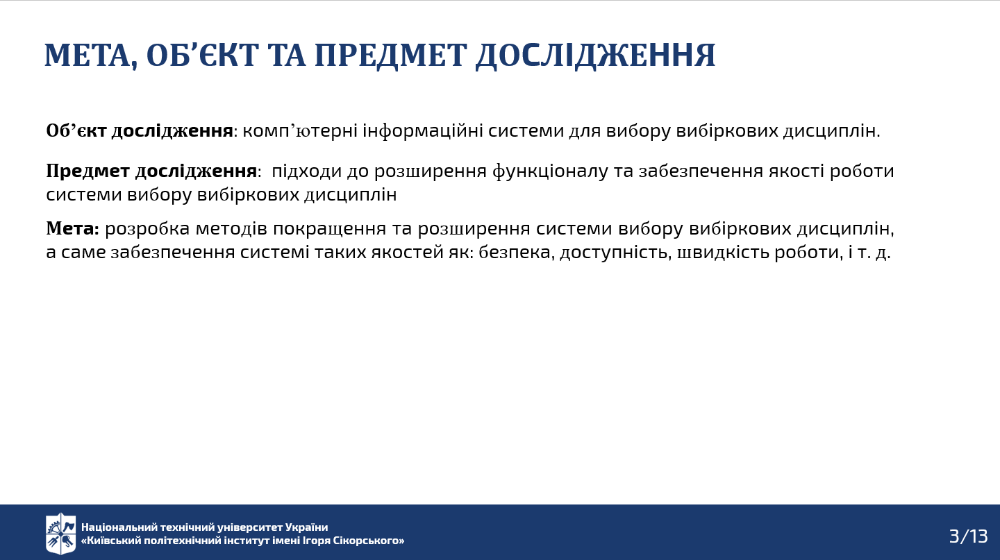 МЕТА, ОБ’ЄКТ ТА ПРЕДМЕТ ДОСЛІДЖЕННЯ
Об’єкт дослідження: комп’ютерні інформаційні системи для вибору вибіркових дисциплін.
Предмет дослідження:  підходи до розширення функціоналу та забезпечення якості роботи
системи вибору вибіркових дисциплін
Мета: розробка методів покращення та розширення системи вибору вибіркових дисциплін,
а саме забезпечення системі таких якостей як: безпека, доступність, швидкість роботи, і т. д.
Національний технічний університет України
«Київський політехнічний інститут імені Ігоря Сікорського»
3/13